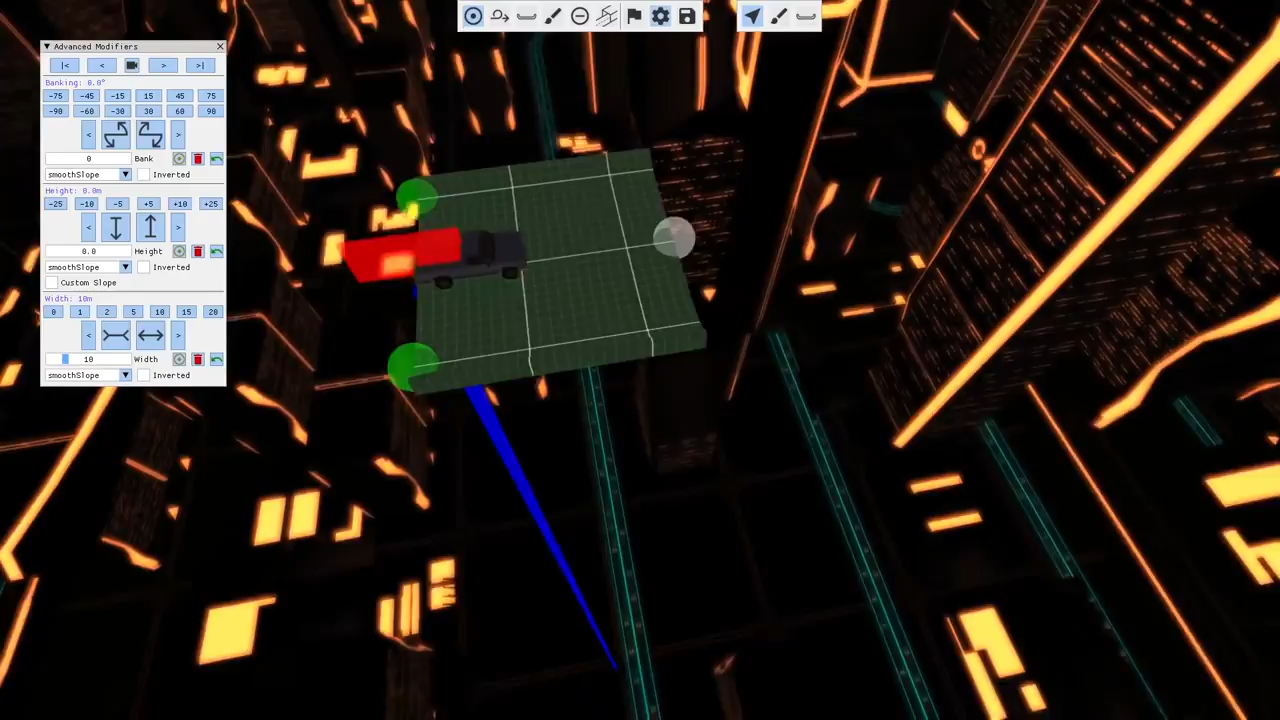 Advanced Modifiers
|< < > >|
Banking: 0.0°
-75 -45 -15 15 45 75
-90 -60 -30 30 60 90
< >
0 Bank
smoothSlope Inverted
Height: 0.0m
-25 -10 -5 +5 +10 +25
< >
0.0 Height
smoothSlope Inverted
Custom Slope
Width: 10m
0 1 2 5 10 15 20
< >
10 Width
smoothSlope Inverted